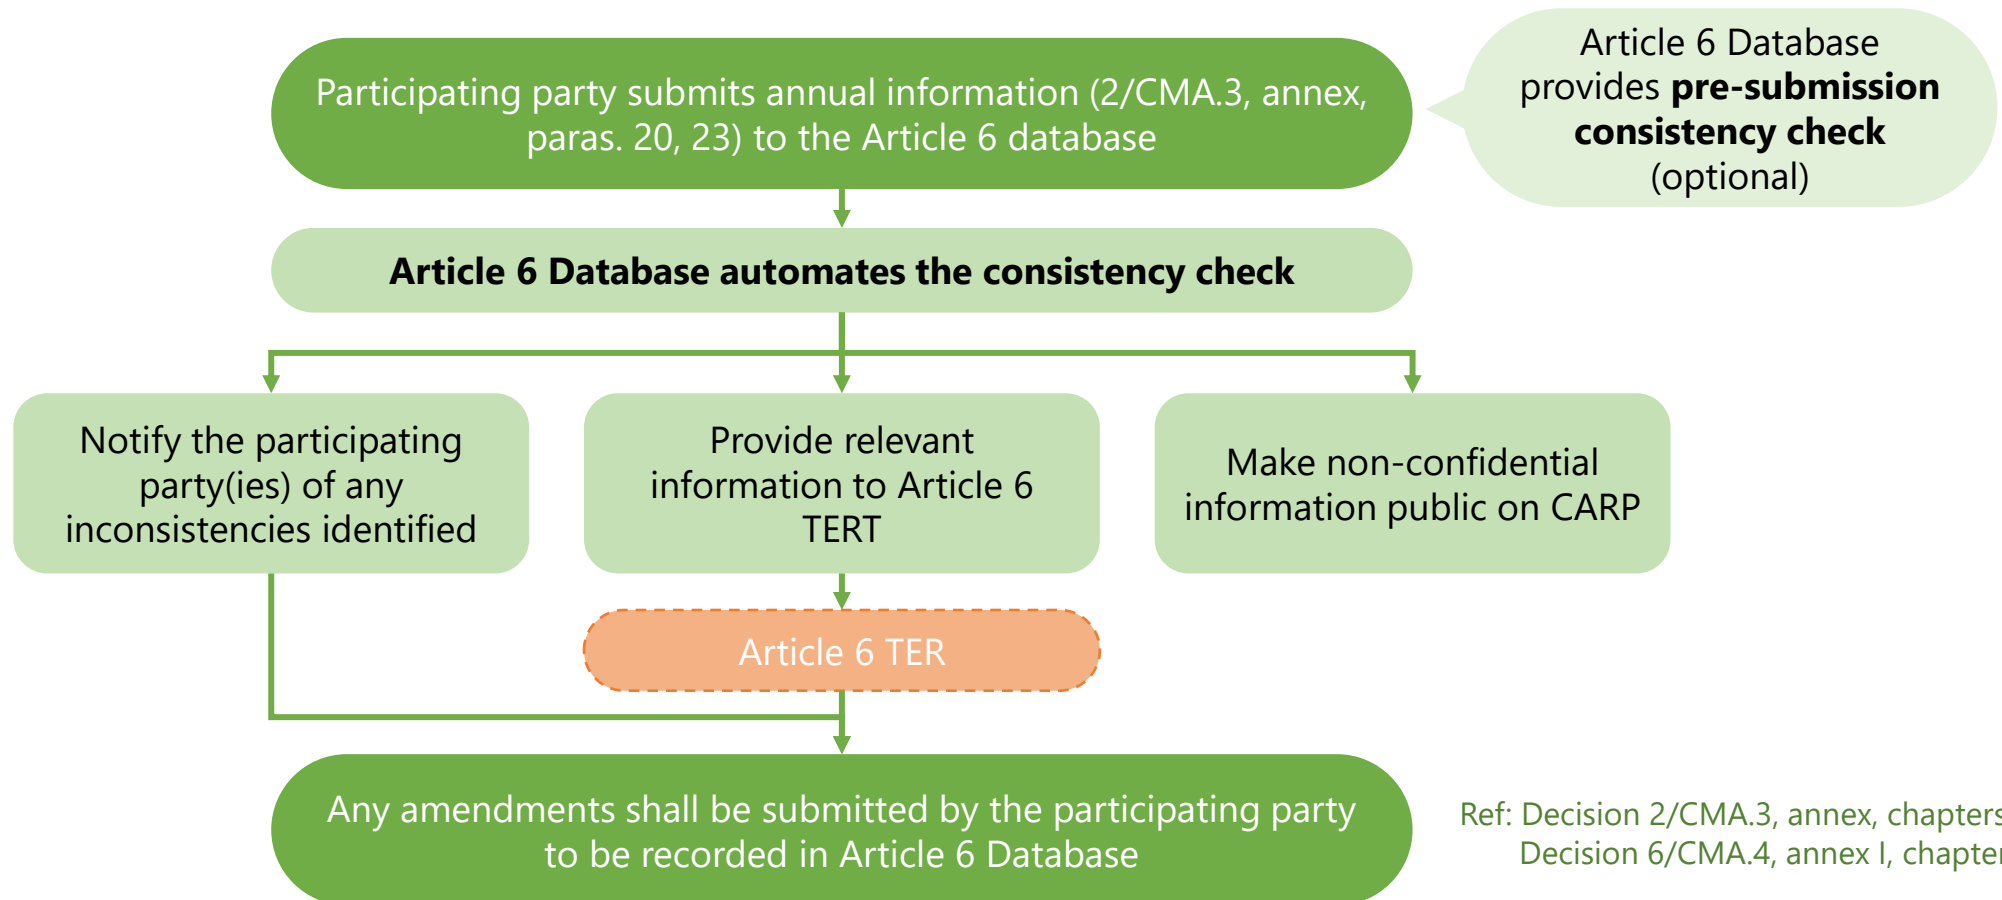 Participating party submits annual information (2/CMA.3, annex,
paras. 20, 23) to the Article 6 database
Article 6 Database
provides pre-submission
consistency check
(optional)
Article 6 Database automates the consistency check
Notify the participating
party(ies) of any
inconsistencies identified
Provide relevant
information to Article 6
TERT
Make non-confidential
information public on CARP
Article 6 TER
Any amendments shall be submitted by the participating party
to be recorded in Article 6 Database
Ref: Decision 2/CMA.3, annex, chapters
Decision 6/CMA.4, annex I, chapter